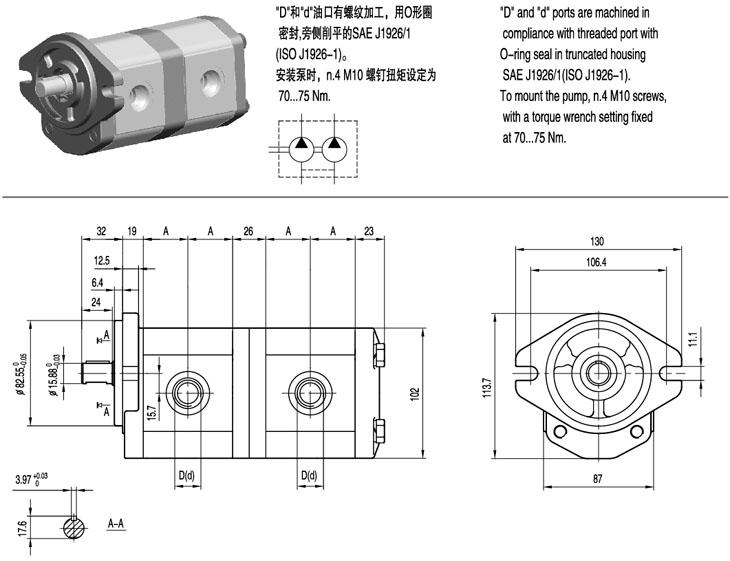 "D"和"d"油口有螺纹加工，用O形圈
密封,旁侧削平的SAE J1926/1
(ISO J1926-1)。
安装泵时，n.4 M10 螺钉扭矩设定为
70...75 Nm.
"D" and "d" ports are machined in
compliance with threaded port with
O-ring seal in truncated housing
SAE J1926/1(ISO J1926-1).
To mount the pump, n.4 M10 screws,
with a torque wrench setting fixed
at 70...75 Nm.
32 19 A A 26 A A 23
12.5
6.4
24
A
A
ø 82.55 0 -0.05
ø 15.88 0 -0.03
15.7
102
D(d) D(d)
3.97 +0.03 0
17.6
A-A
130
106.4
11.1
113.7
87